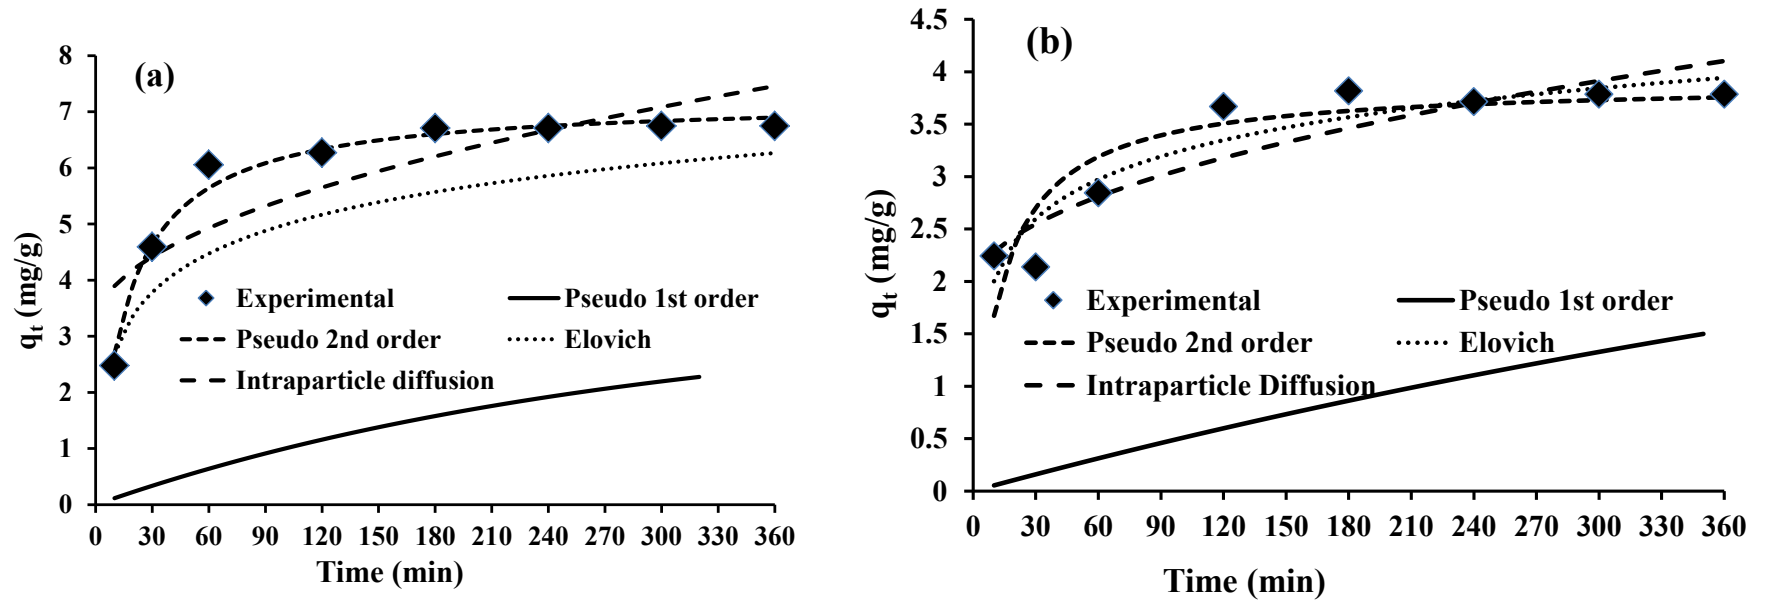 (a)
8
7
6
5
4
3
2
1
0
qt (mg/g)
Experimental
Pseudo 1st order
Pseudo 2nd order
Elovich
Intraparticle diffusion
0 30 60 90 120 150 180 210 240 270 300 330 360
Time (min)
(b)
4.5
4
3.5
3
2.5
2
1.5
1
0.5
0
qt (mg/g)
Experimental
Pseudo 1st order
Pseudo 2nd order
Elovich
Intraparticle Diffusion
0 30 60 90 120 150 180 210 240 270 300 330 360
Time (min)